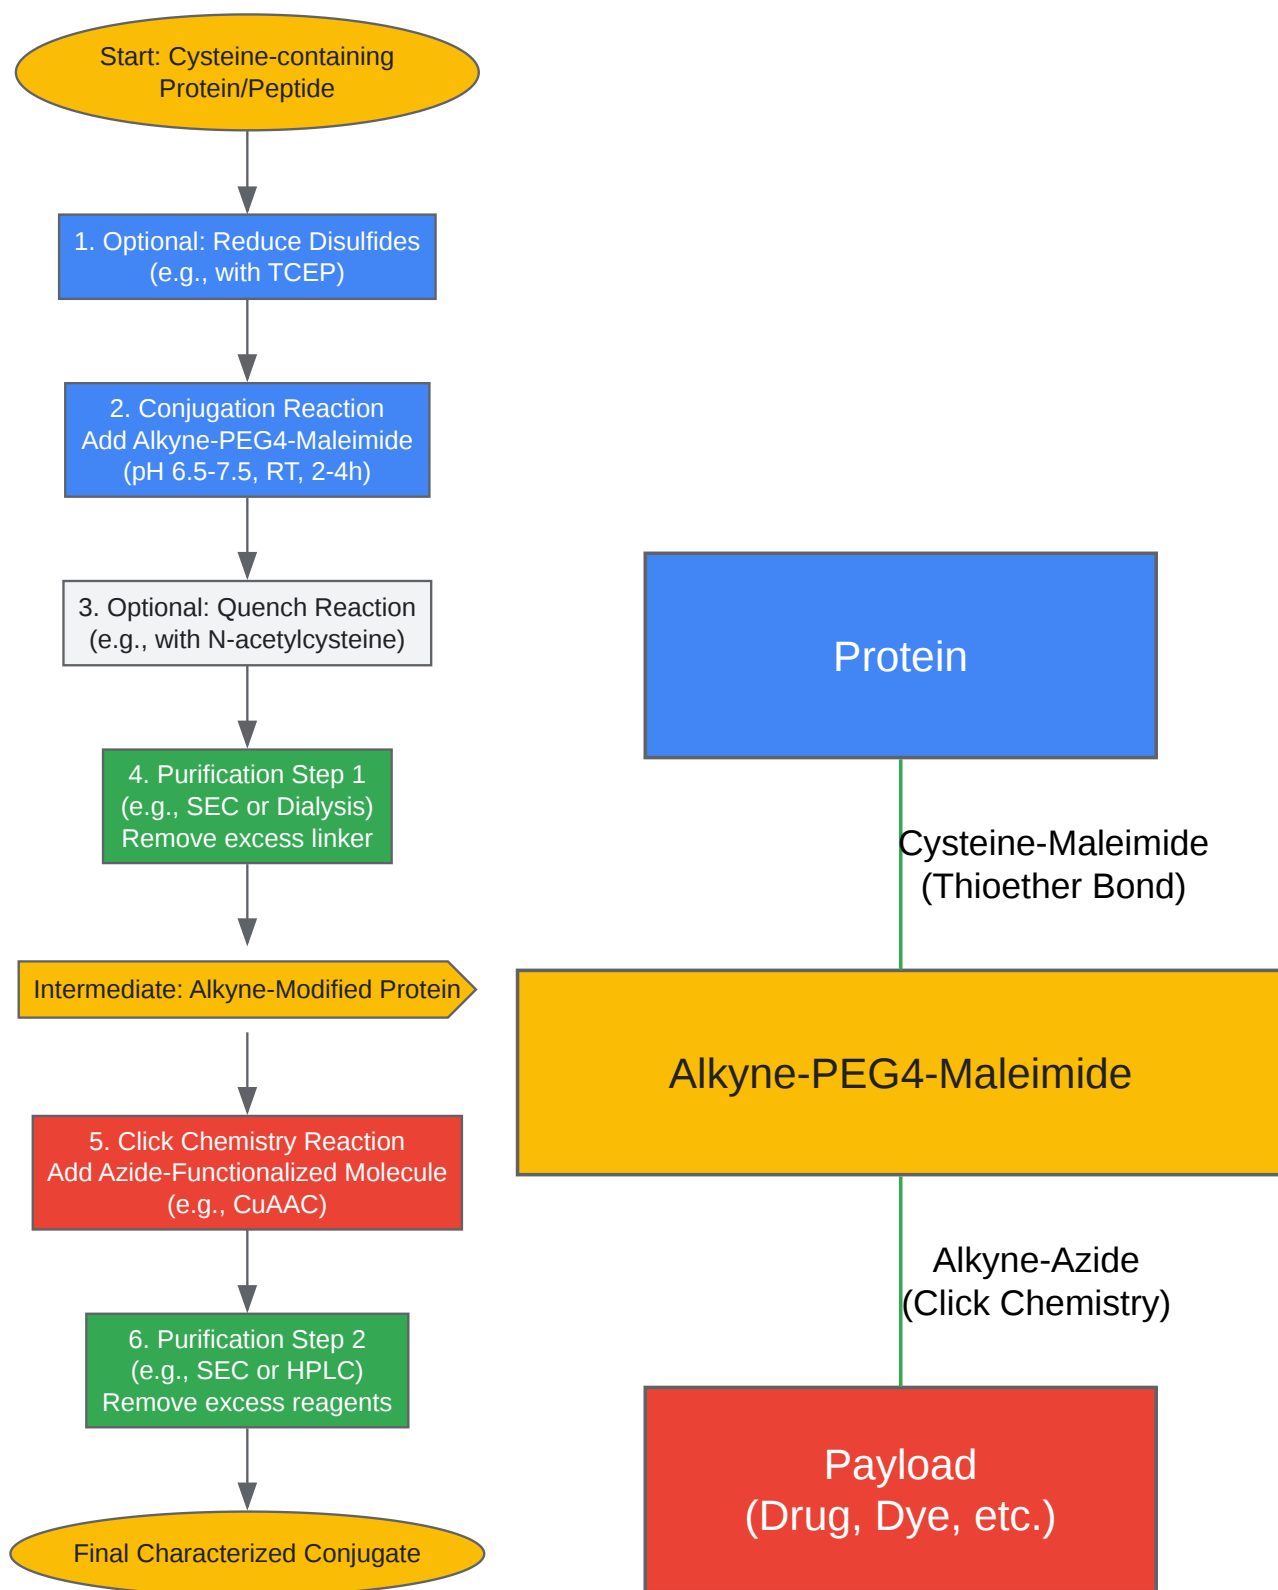 Start: Cysteine-containing
Protein/Peptide
1. Optional: Reduce Disulfides
(e.g., with TCEP)
2. Conjugation Reaction
Add Alkyne-PEG4-Maleimide
(pH 6.5-7.5, RT, 2-4h)
3. Optional: Quench Reaction
(e.g., with N-acetylcysteine)
4. Purification Step 1
(e.g., SEC or Dialysis)
Remove excess linker
Intermediate: Alkyne-Modified Protein
5. Click Chemistry Reaction
Add Azide-Functionalized Molecule
(e.g., CuAAC)
6. Purification Step 2
(e.g., SEC or HPLC)
Remove excess reagents
Final Characterized Conjugate
Protein
Cysteine-Maleimide
(Thioether Bond)
Alkyne-PEG4-Maleimide
Alkyne-Azide
(Click Chemistry)
Payload
(Drug, Dye, etc.)